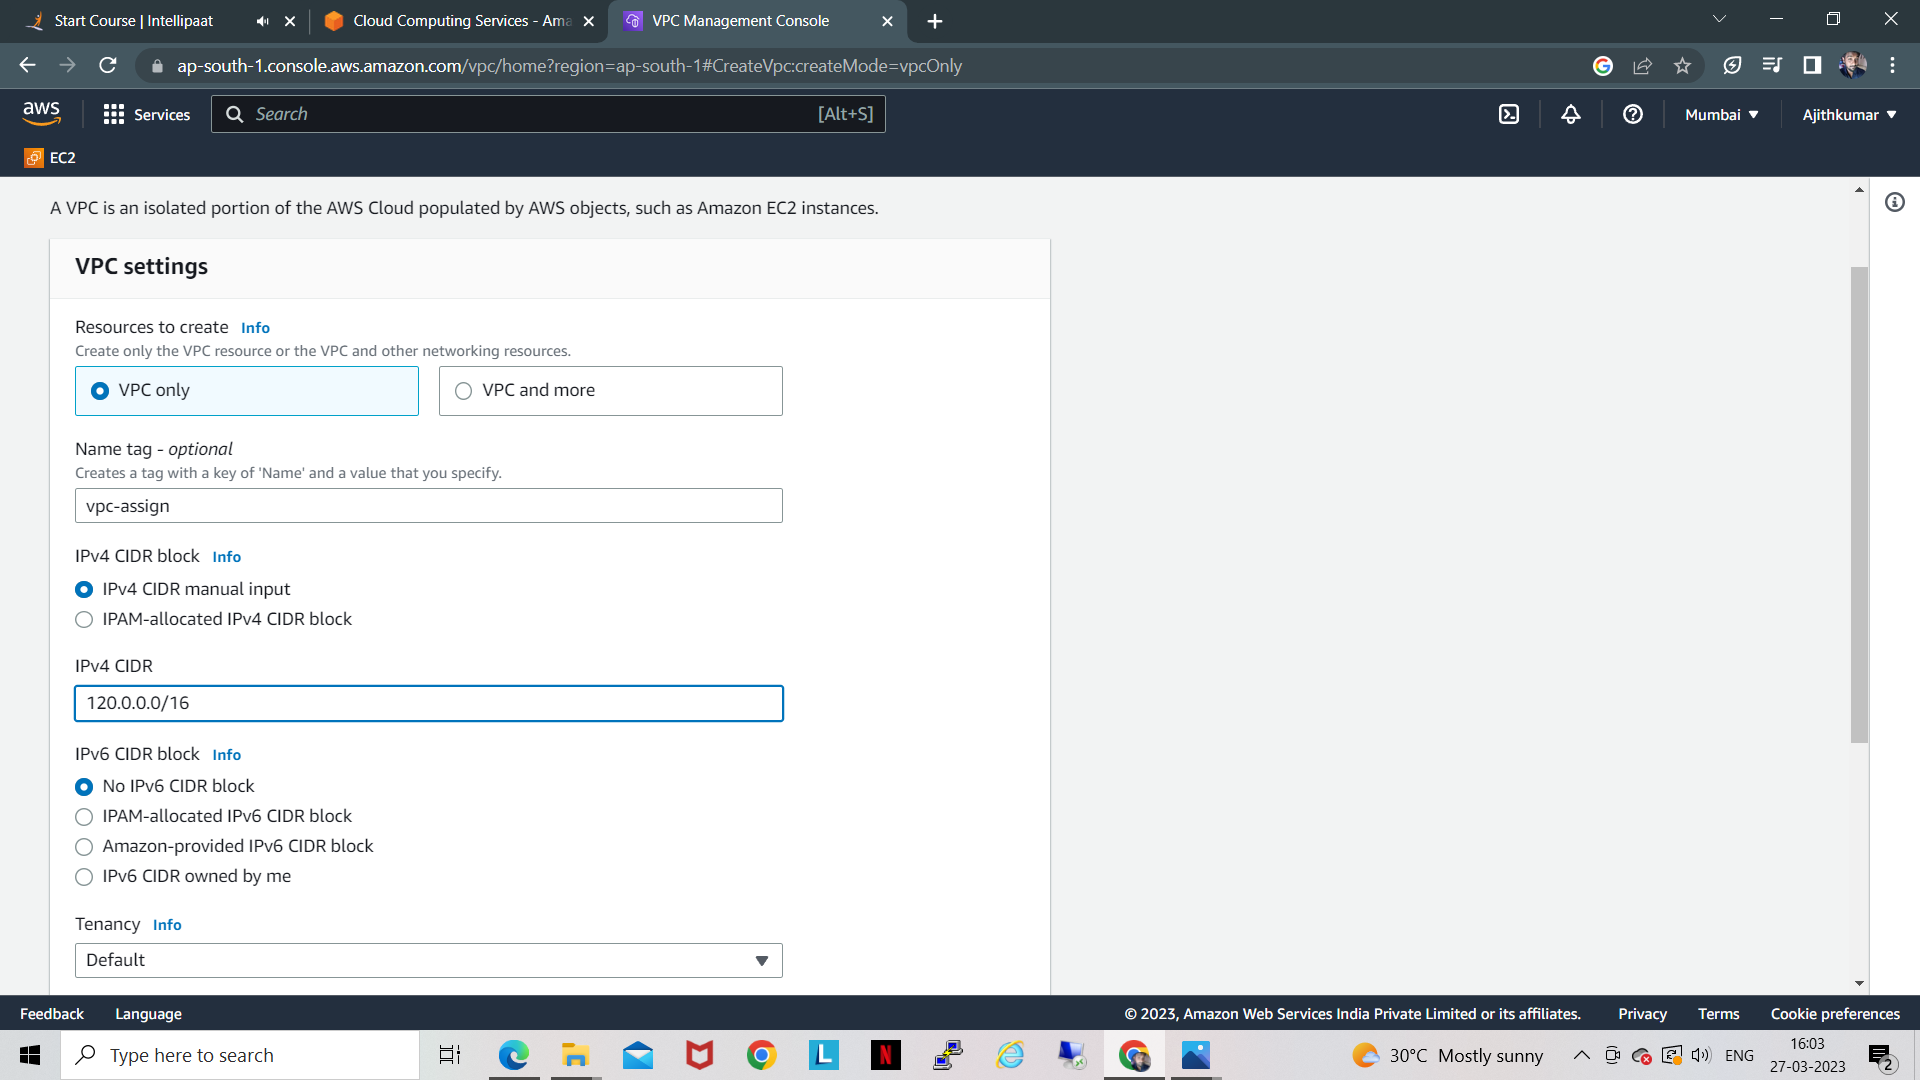 Start Course | Intellipaat
Cloud Computing Services - Ama
VPC Management Console
ap-south-1.console.aws.amazon.com/vpc/home?region=ap-south-1#CreateVpc:createMode=vpcOnly
aws
Services
Search
[Alt+S]
Mumbai
Ajithkumar
EC2
A VPC is an isolated portion of the AWS Cloud populated by AWS objects, such as Amazon EC2 instances.
VPC settings
Resources to create Info
Create only the VPC resource or the VPC and other networking resources.
VPC only
VPC and more
Name tag - optional
Creates a tag with a key of 'Name' and a value that you specify.
vpc-assign
IPv4 CIDR block Info
IPv4 CIDR manual input
IPAM-allocated IPv4 CIDR block
IPv4 CIDR
120.0.0.0/16
IPv6 CIDR block Info
No IPv6 CIDR block
IPAM-allocated IPv6 CIDR block
Amazon-provided IPv6 CIDR block
IPv6 CIDR owned by me
Tenancy Info
Default
Feedback
Language
© 2023, Amazon Web Services India Private Limited or its affiliates.
Privacy
Terms
Cookie preferences
Type here to search
L
N
30°C Mostly sunny
ENG
16:03
27-03-2023
2